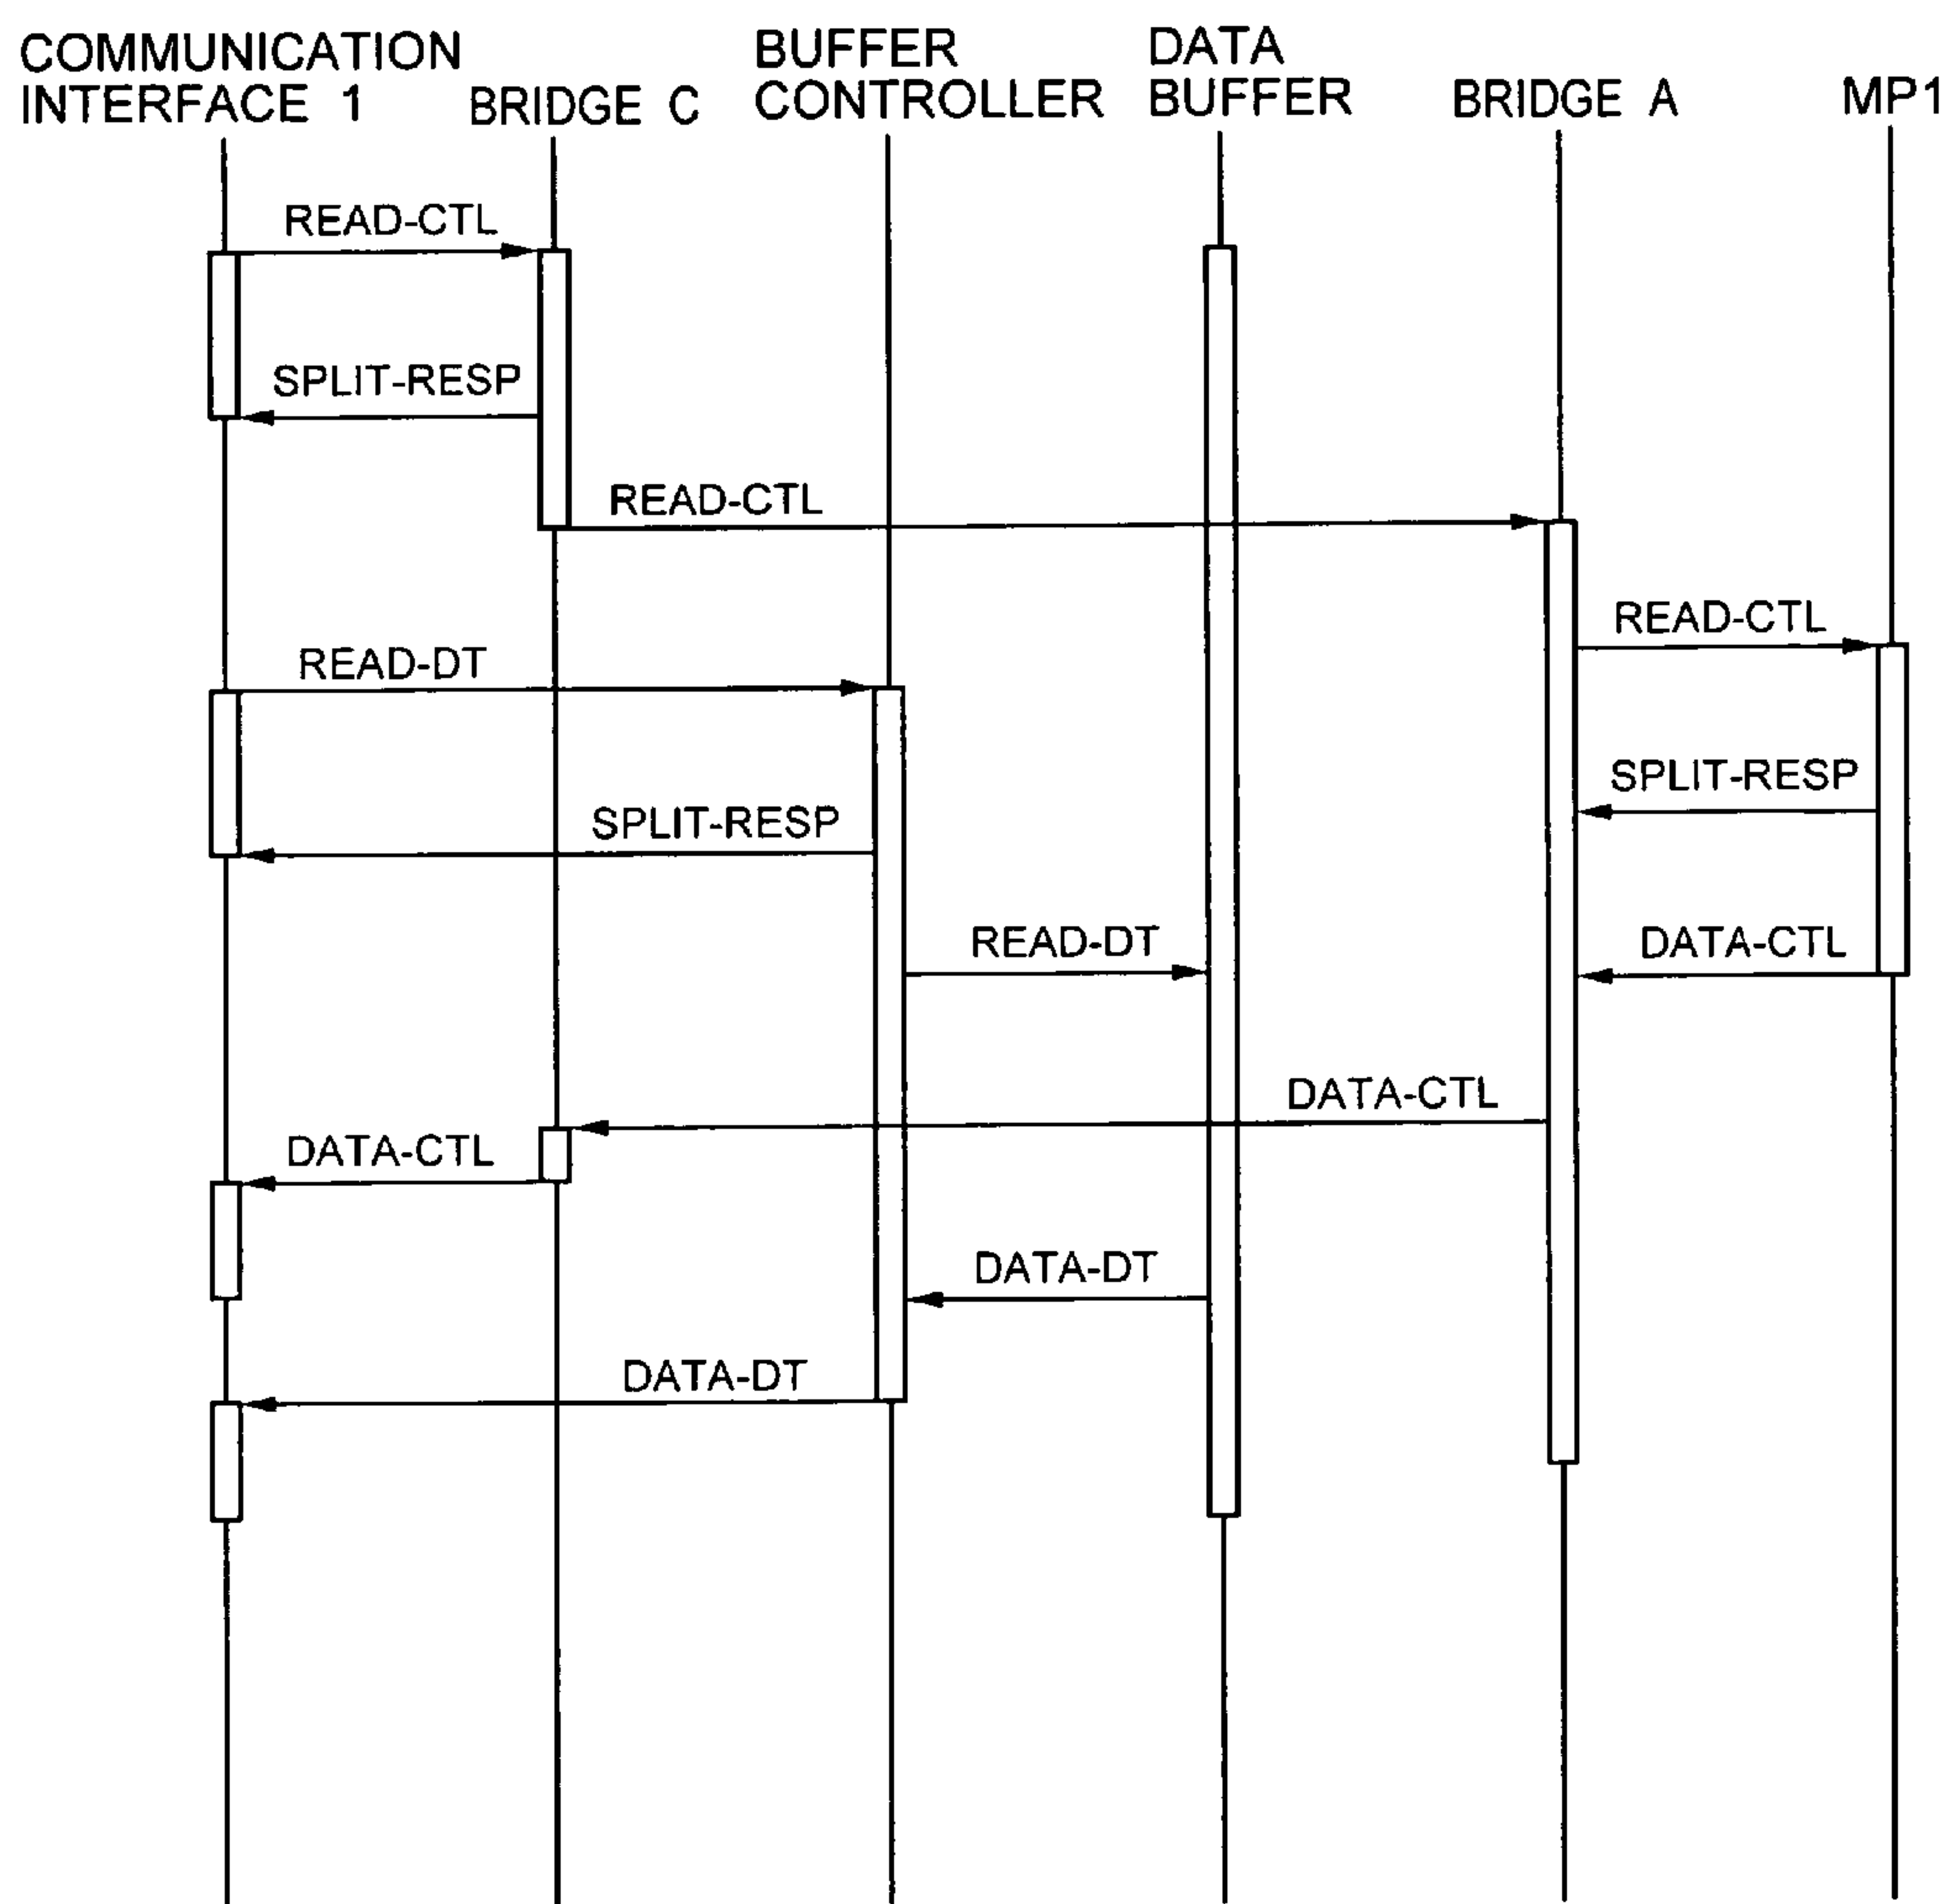 COMMUNICATION
INTERFACE 1
BRIDGE C
BUFFER
CONTROLLER
DATA
BUFFER
BRIDGE A
MP1
READ-CTL
SPLIT-RESP
READ-CTL
READ-CTL
READ-DT
SPLIT-RESP
SPLIT-RESP
READ-DT
DATA-CTL
DATA-CTL
DATA-CTL
DATA-DT
DATA-DT